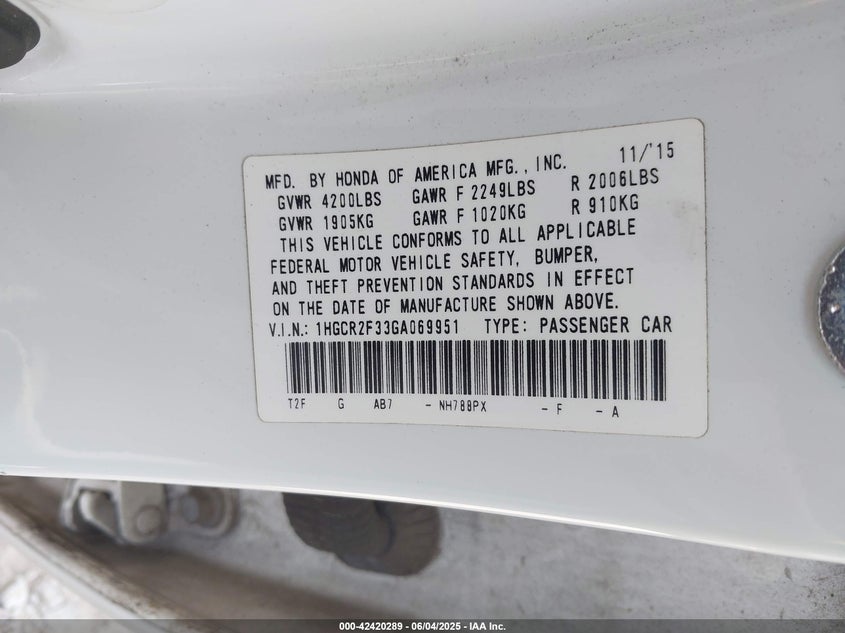 MFD. BY HONDA OF AMERICA MFG., INC. 11/'15
GVWR 4200LBS GAWR F 2249LBS R 2006LBS
GVWR 1905KG GAWR F 1020KG R 910KG
THIS VEHICLE CONFORMS TO ALL APPLICABLE
FEDERAL MOTOR VEHICLE SAFETY, BUMPER,
AND THEFT PREVENTION STANDARDS IN EFFECT
ON THE DATE OF MANUFACTURE SHOWN ABOVE.
V.I.N.: 1HGCR2F33GA069951 TYPE: PASSENGER CAR
T2F G AB7 - NH788PX - F - A
000-42420289 - 06/04/2025 - IAA Inc.